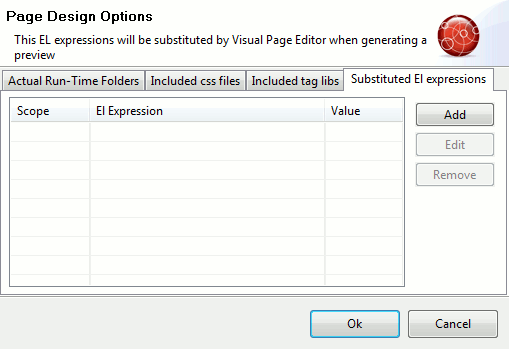 Page Design Options
This EL expressions will be substituted by Visual Page Editor when generating a
preview
Actual Run-Time Folders Included css files Included tag libs Substituted El expressions
Scope El Expression Value
Add
Edit
Remove
Ok Cancel